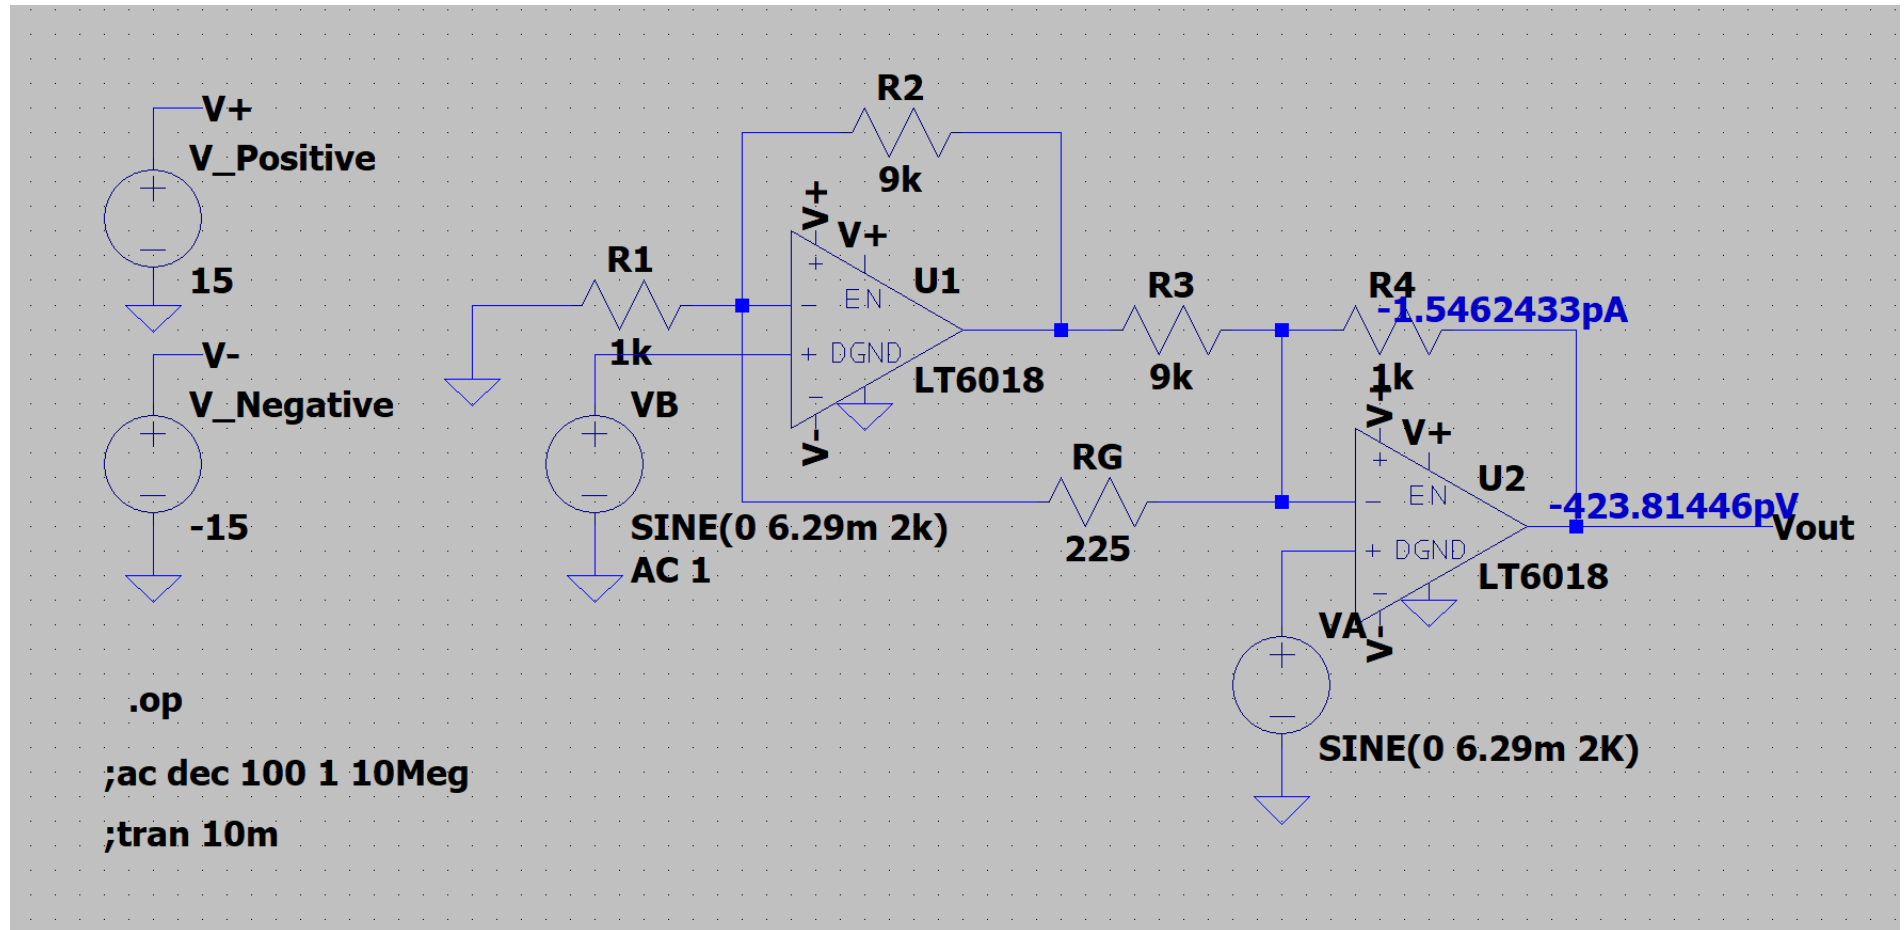 V+
V_Positive
15
V-
V_Negative
-15
.op
;ac dec 100 1 10Meg
;tran 10m
R2
9k
R1
1k
V+
V+
EN
DGND
U1
LT6018
V-
VB
SINE(0 6.29m 2k)
AC 1
R3
9k
RG
225
R4
-1.5462433pA
1k
V+
V+
EN
DGND
U2
LT6018
V-
-423.81446pV
Vout
VA
SINE(0 6.29m 2K)